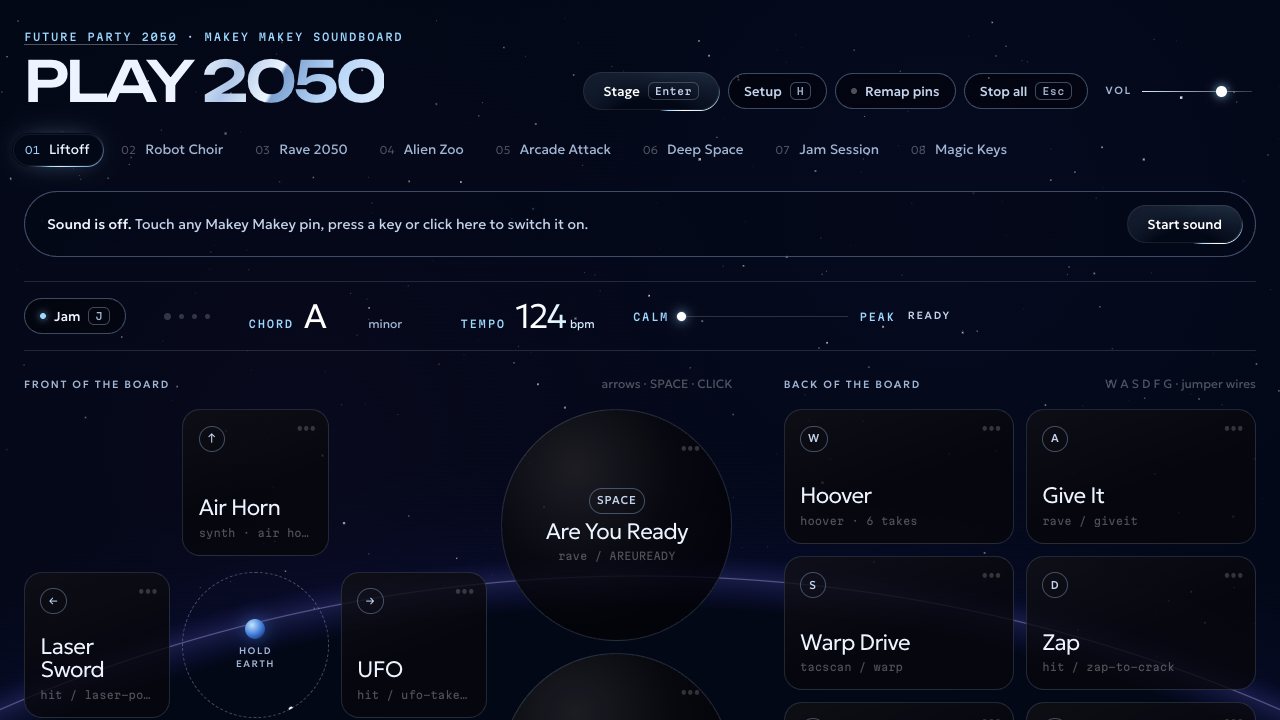 FUTURE PARTY 2050 · MAKEY MAKEY SOUNDBOARD
PLAY 2050
Stage Enter
Setup H
Remap pins
Stop all Esc
VOL
01 Liftoff
02 Robot Choir
03 Rave 2050
04 Alien Zoo
05 Arcade Attack
06 Deep Space
07 Jam Session
08 Magic Keys
Sound is off. Touch any Makey Makey pin, press a key or click here to switch it on.
Start sound
Jam J
CHORD A minor
TEMPO 124 bpm
CALM
PEAK
READY
FRONT OF THE BOARD
arrows · SPACE · CLICK
↑
Air Horn
synth · air ho…
←
Laser
Sword
hit / laser-po…
HOLD
EARTH
→
UFO
hit / ufo-take…
SPACE
Are You Ready
rave / AREUREADY
BACK OF THE BOARD
W A S D F G · jumper wires
W
Hoover
hoover · 6 takes
A
Give It
rave / giveit
S
Warp Drive
tacscan / warp
D
Zap
hit / zap-to-crack